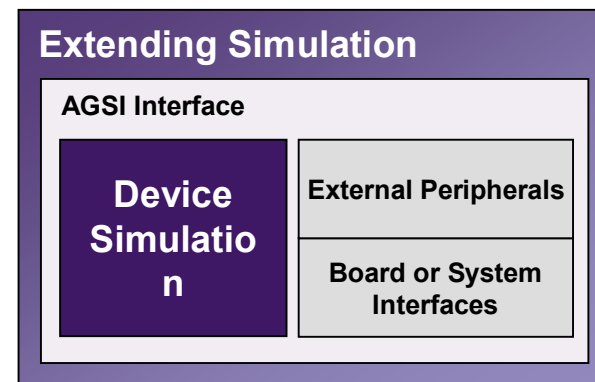 Extending Simulation
AGSI Interface
Device
Simulatio
n
External Peripherals
Board or System
Interfaces